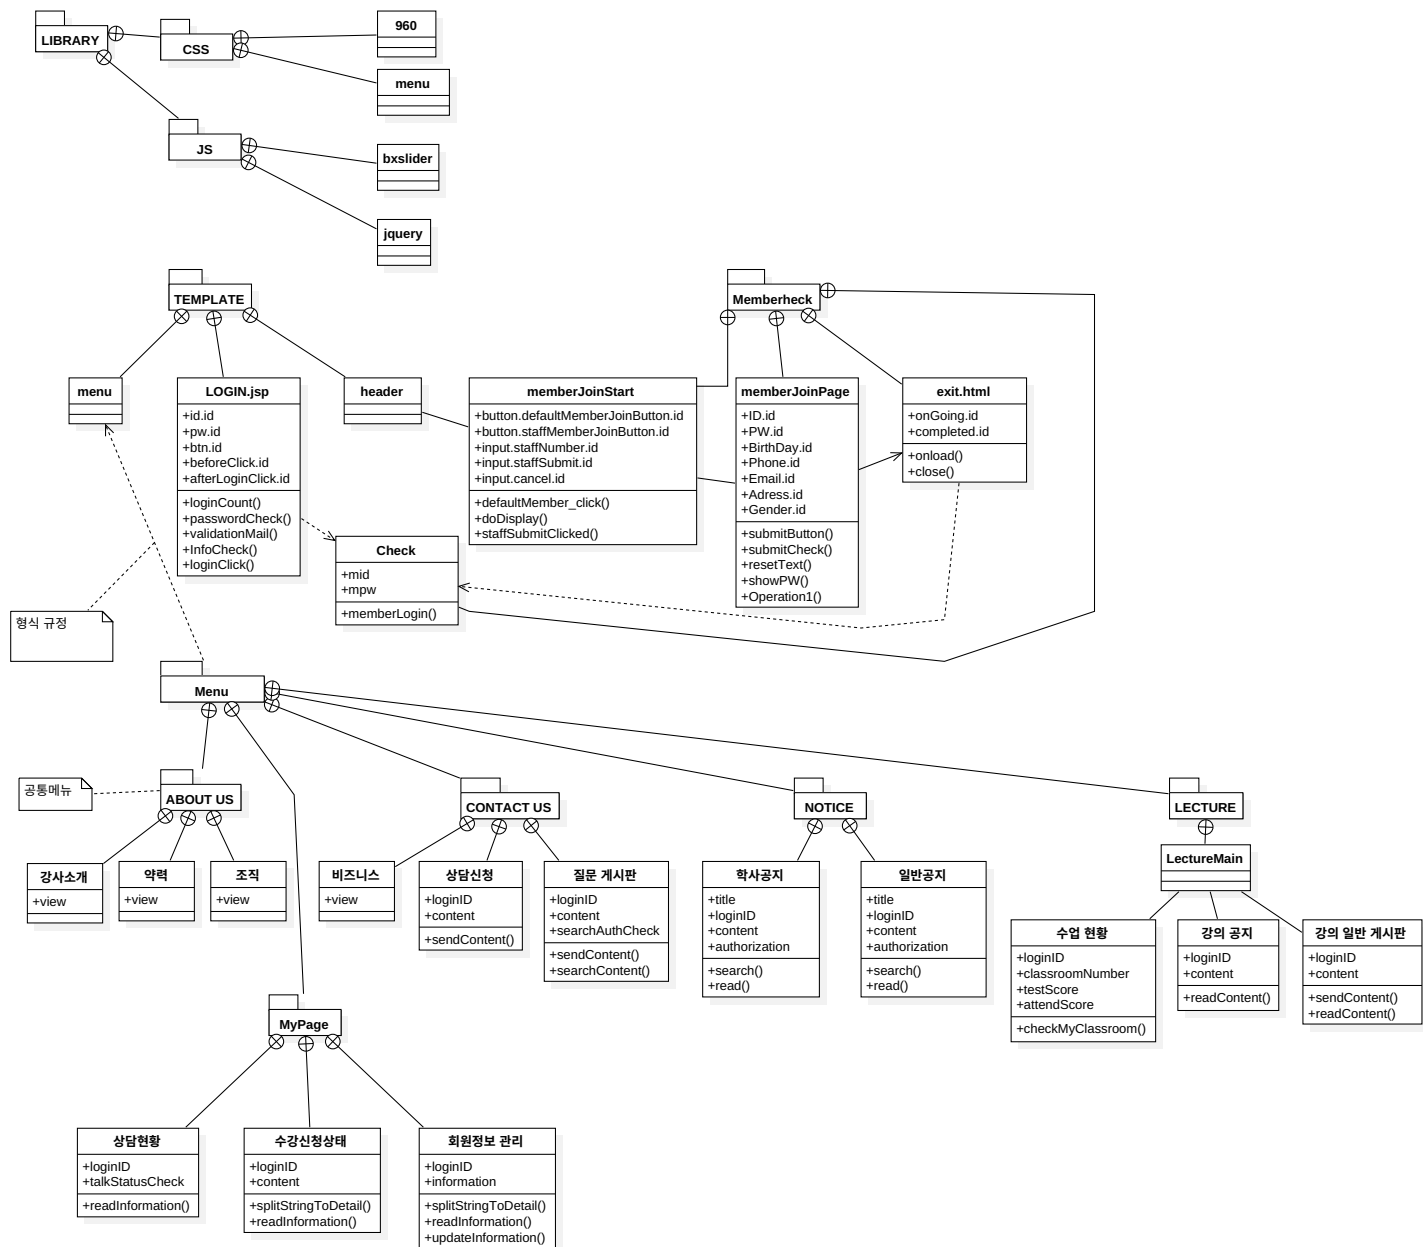 LIBRARY
CSS
960
menu
JS
bxslider
jquery
TEMPLATE
Memberheck
menu
LOGIN.jsp
+id.id
+pw.id
+btn.id
+beforeClick.id
+afterLoginClick.id
+loginCount()
+passwordCheck()
+validationMail()
+InfoCheck()
+loginClick()
header
memberJoinStart
+button.defaultMemberJoinButton.id
+button.staffMemberJoinButton.id
+input.staffNumber.id
+input.staffSubmit.id
+input.cancel.id
+defaultMember_click()
+doDisplay()
+staffSubmitClicked()
memberJoinPage
+ID.id
+PW.id
+BirthDay.id
+Phone.id
+Email.id
+Adress.id
+Gender.id
+submitButton()
+submitCheck()
+resetText()
+showPW()
+Operation1()
exit.html
+onGoing.id
+completed.id
+onload()
+close()
Check
+mid
+mpw
+memberLogin()
형식 규정
Menu
공통메뉴
ABOUT US
CONTACT US
NOTICE
LECTURE
강사소개
+view
약력
+view
조직
+view
비즈니스
+view
상담신청
+loginID
+content
+sendContent()
질문 게시판
+loginID
+content
+searchAuthCheck
+sendContent()
+searchContent()
학사공지
+title
+loginID
+content
+authorization
+search()
+read()
일반공지
+title
+loginID
+content
+authorization
+search()
+read()
LectureMain
수업 현황
+loginID
+classroomNumber
+testScore
+attendScore
+checkMyClassroom()
강의 공지
+loginID
+content
+readContent()
강의 일반 게시판
+loginID
+content
+sendContent()
+readContent()
MyPage
상담현황
+loginID
+talkStatusCheck
+readInformation()
수강신청상태
+loginID
+content
+splitStringToDetail()
+readInformation()
회원정보 관리
+loginID
+information
+splitStringToDetail()
+readInformation()
+updateInformation()